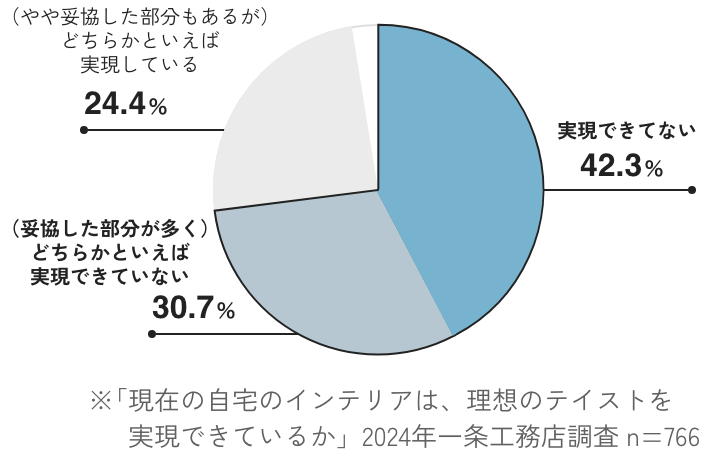 （やや妥協した部分もあるが）
どちらかといえば
実現している
24.4%
実現できてない
42.3%
（妥協した部分が多く）
どちらかといえば
実現できていない
30.7%
※「現在の自宅のインテリアは、理想のテイストを
実現できているか」2024年一条工務店調査 n＝766